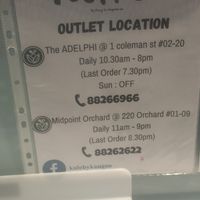 OUTLET LOCATION
The ADELPHI @ 1 coleman st #02-20
Daily 10.30am - 8pm
(Last Order 7.30pm)
Sun : OFF
88266966
Midpoint Orchard @ 220 Orchard #01-09
Daily 11am - 9pm
(Last Order 8.30pm)
88262622